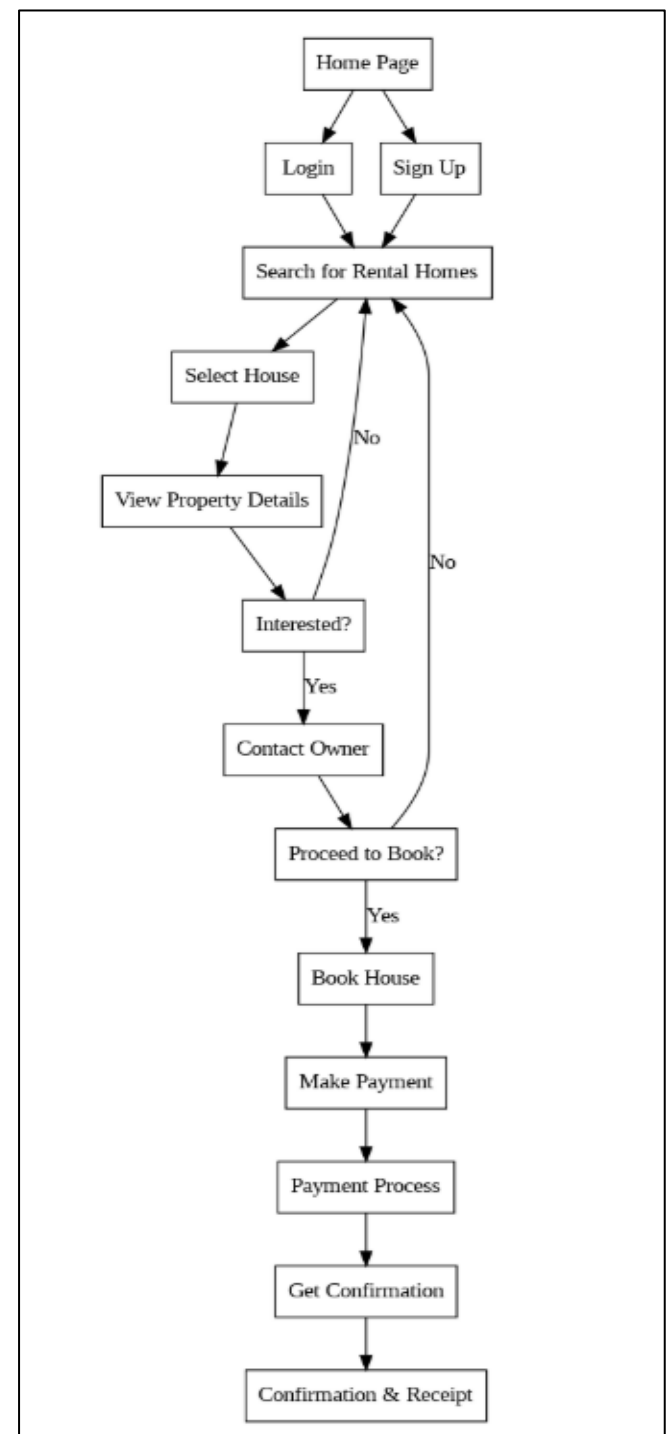 Home Page
Login
Sign Up
Search for Rental Homes
Select House
No
View Property Details
No
Interested?
Yes
Contact Owner
Proceed to Book?
Yes
Book House
Make Payment
Payment Process
Get Confirmation
Confirmation & Receipt